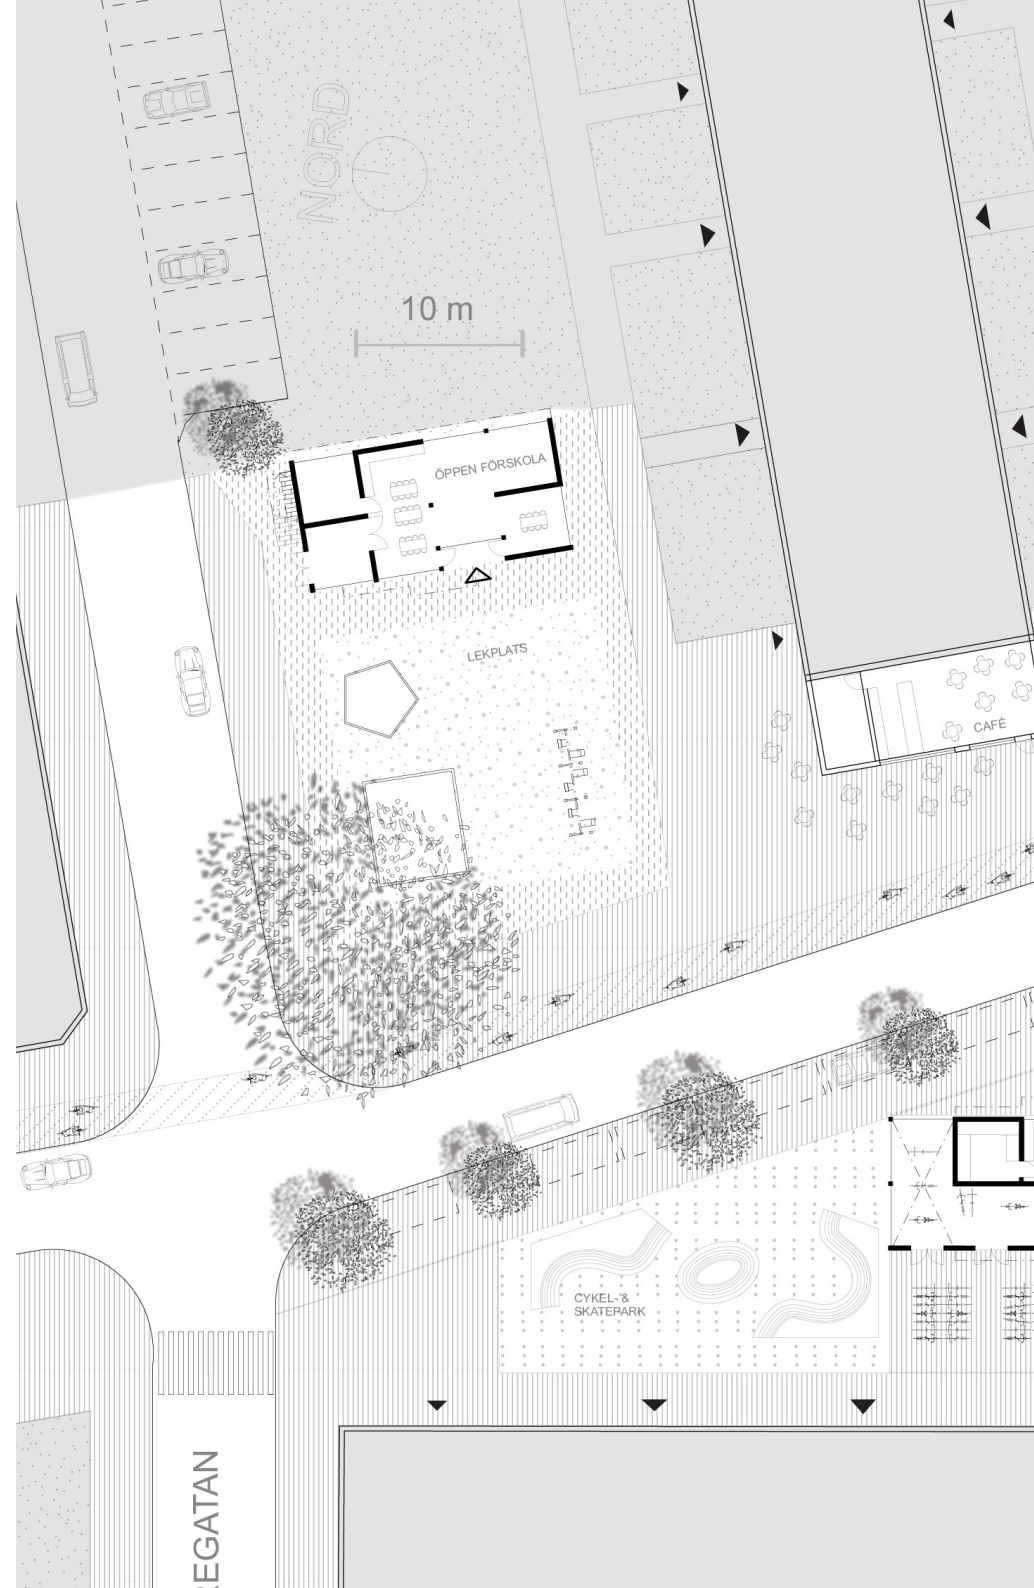 NORD
10 m
ÖPPEN FÖRSKOLA
LEKPLATS
CAFÉ
CYKEL- &
SKATEPARK
REGATAN